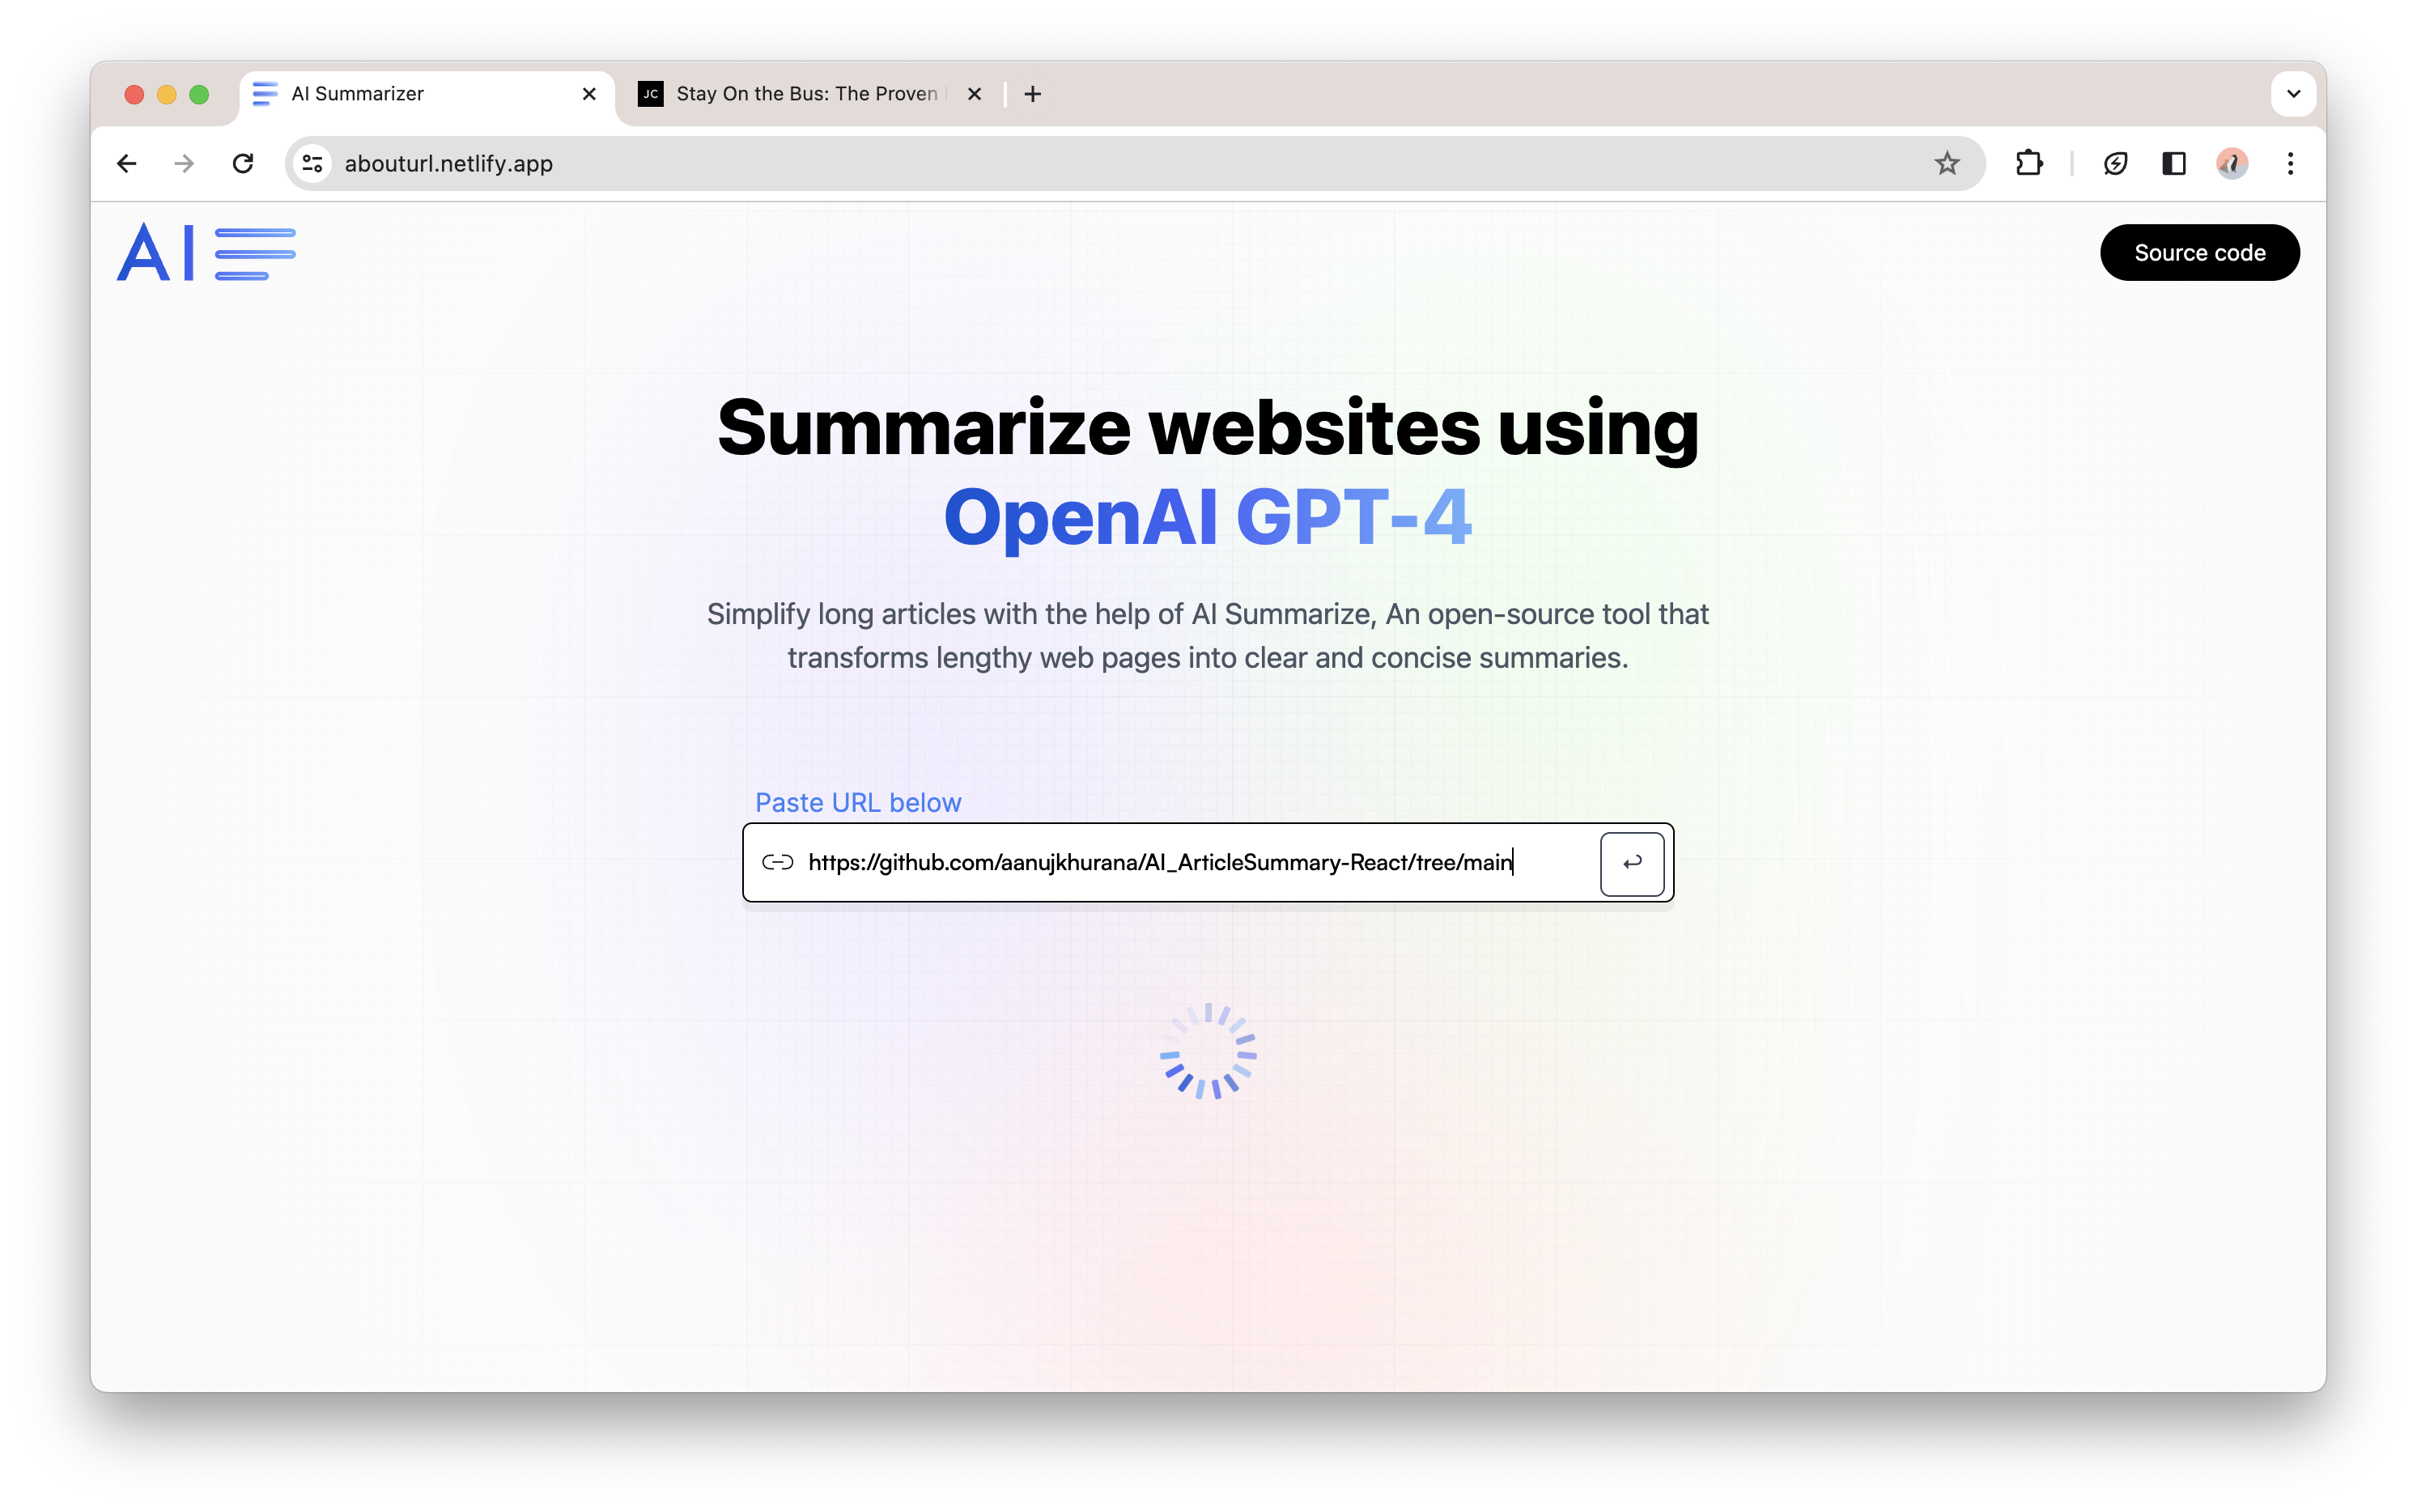 AI Summarizer
JC Stay On the Bus: The Proven
abouturl.netlify.app
AI
Source code
Summarize websites using
OpenAI GPT-4
Simplify long articles with the help of AI Summarize, An open-source tool that
transforms lengthy web pages into clear and concise summaries.
Paste URL below
https://github.com/aanujkhurana/AI_ArticleSummary-React/tree/main